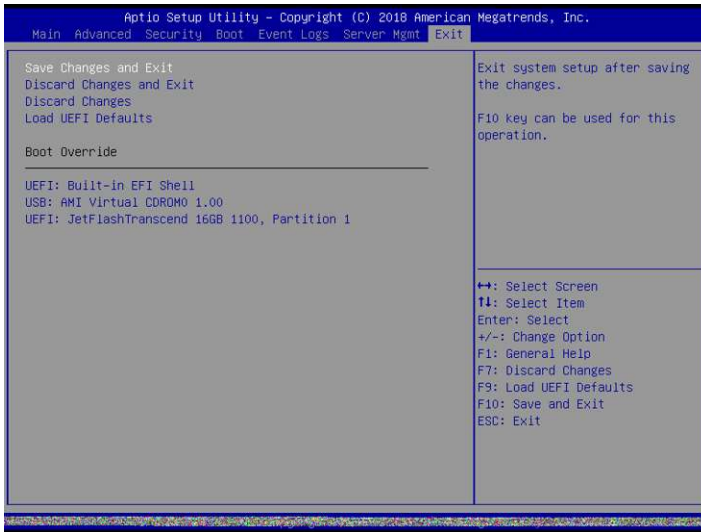 Aptio Setup Utility – Copyright (C) 2018 American Megatrends, Inc.
Main Advanced Security Boot Event Logs Server Mgmt Exit
Save Changes and Exit
Discard Changes and Exit
Discard Changes
Load UEFI Defaults
Boot Override
UEFI: Built-in EFI Shell
USB: AMI Virtual CDROM0 1.00
UEFI: JetFlashTranscend 16GB 1100, Partition 1
Exit system setup after saving
the changes.
F10 key can be used for this
operation.
↔: Select Screen
↑↓: Select Item
Enter: Select
+/-: Change Option
F1: General Help
F7: Discard Changes
F9: Load UEFI Defaults
F10: Save and Exit
ESC: Exit